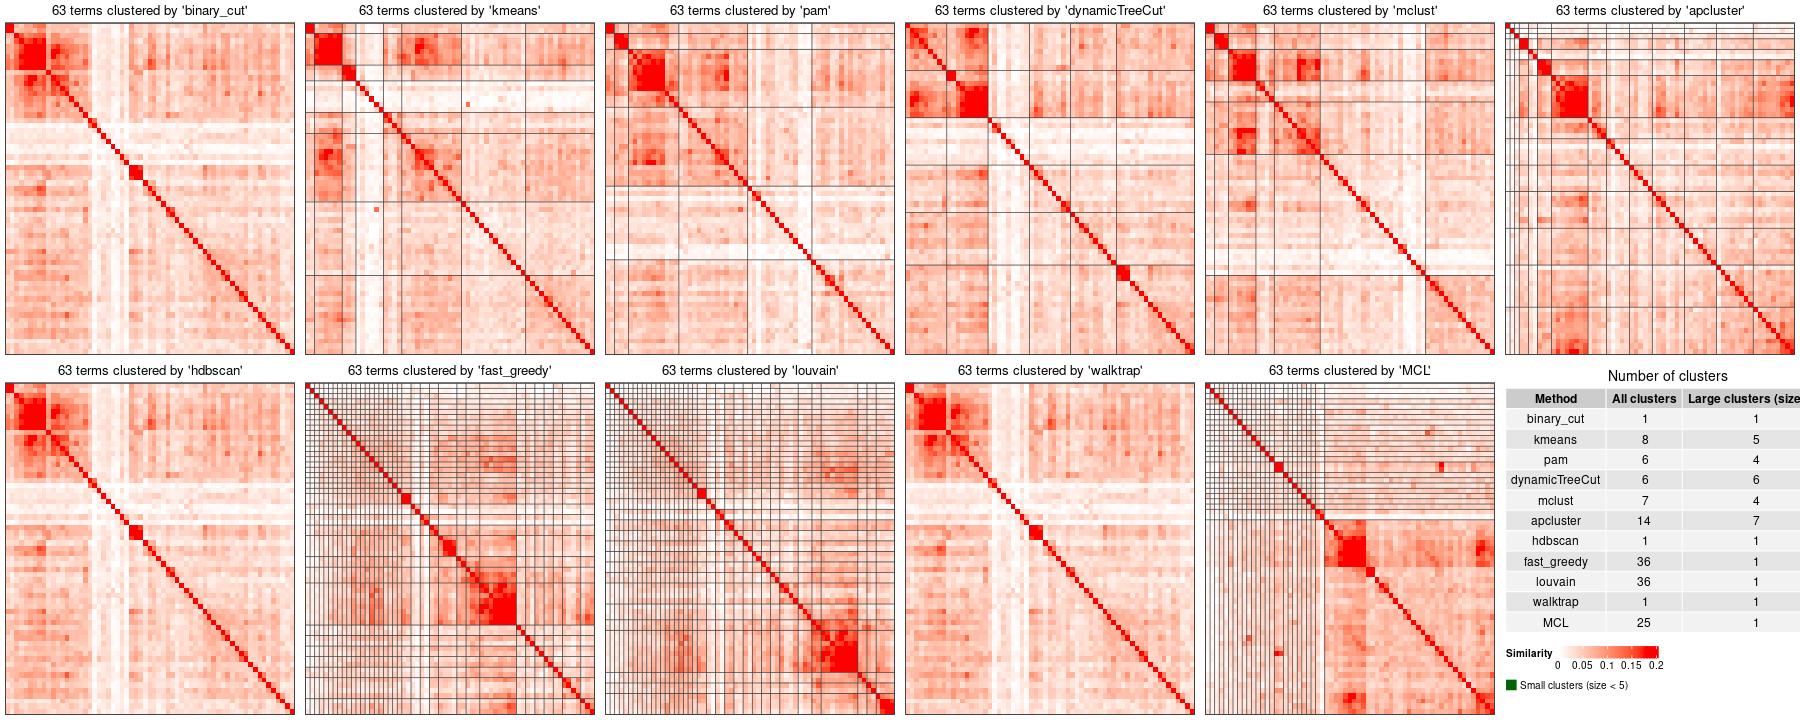 63 terms clustered by 'binary_cut'
63 terms clustered by 'kmeans'
63 terms clustered by 'pam'
63 terms clustered by 'dynamicTreeCut'
63 terms clustered by 'mclust'
63 terms clustered by 'apcluster'
63 terms clustered by 'hdbscan'
63 terms clustered by 'fast_greedy'
63 terms clustered by 'louvain'
63 terms clustered by 'walktrap'
63 terms clustered by 'MCL'
Number of clusters
Method All clusters Large clusters (size
binary_cut 1 1
kmeans 8 5
pam 6 4
dynamicTreeCut 6 6
mclust 7 4
apcluster 14 7
hdbscan 1 1
fast_greedy 36 1
louvain 36 1
walktrap 1 1
MCL 25 1
Similarity
0 0.05 0.1 0.15 0.2
Small clusters (size < 5)